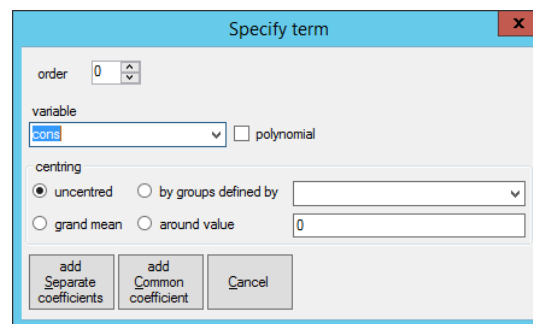 Specify term
x
order 0
variable
cons polynomial
centring
uncentred by groups defined by
grand mean around value 0
add add Cancel
Separate Common
coefficients coefficient